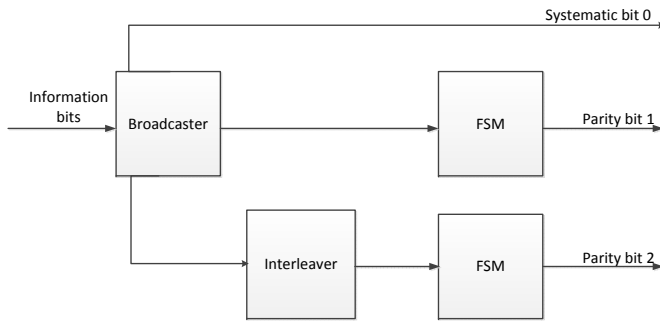 Systematic bit 0
Information
bits
Broadcaster
FSM
Parity bit 1
Interleaver
FSM
Parity bit 2